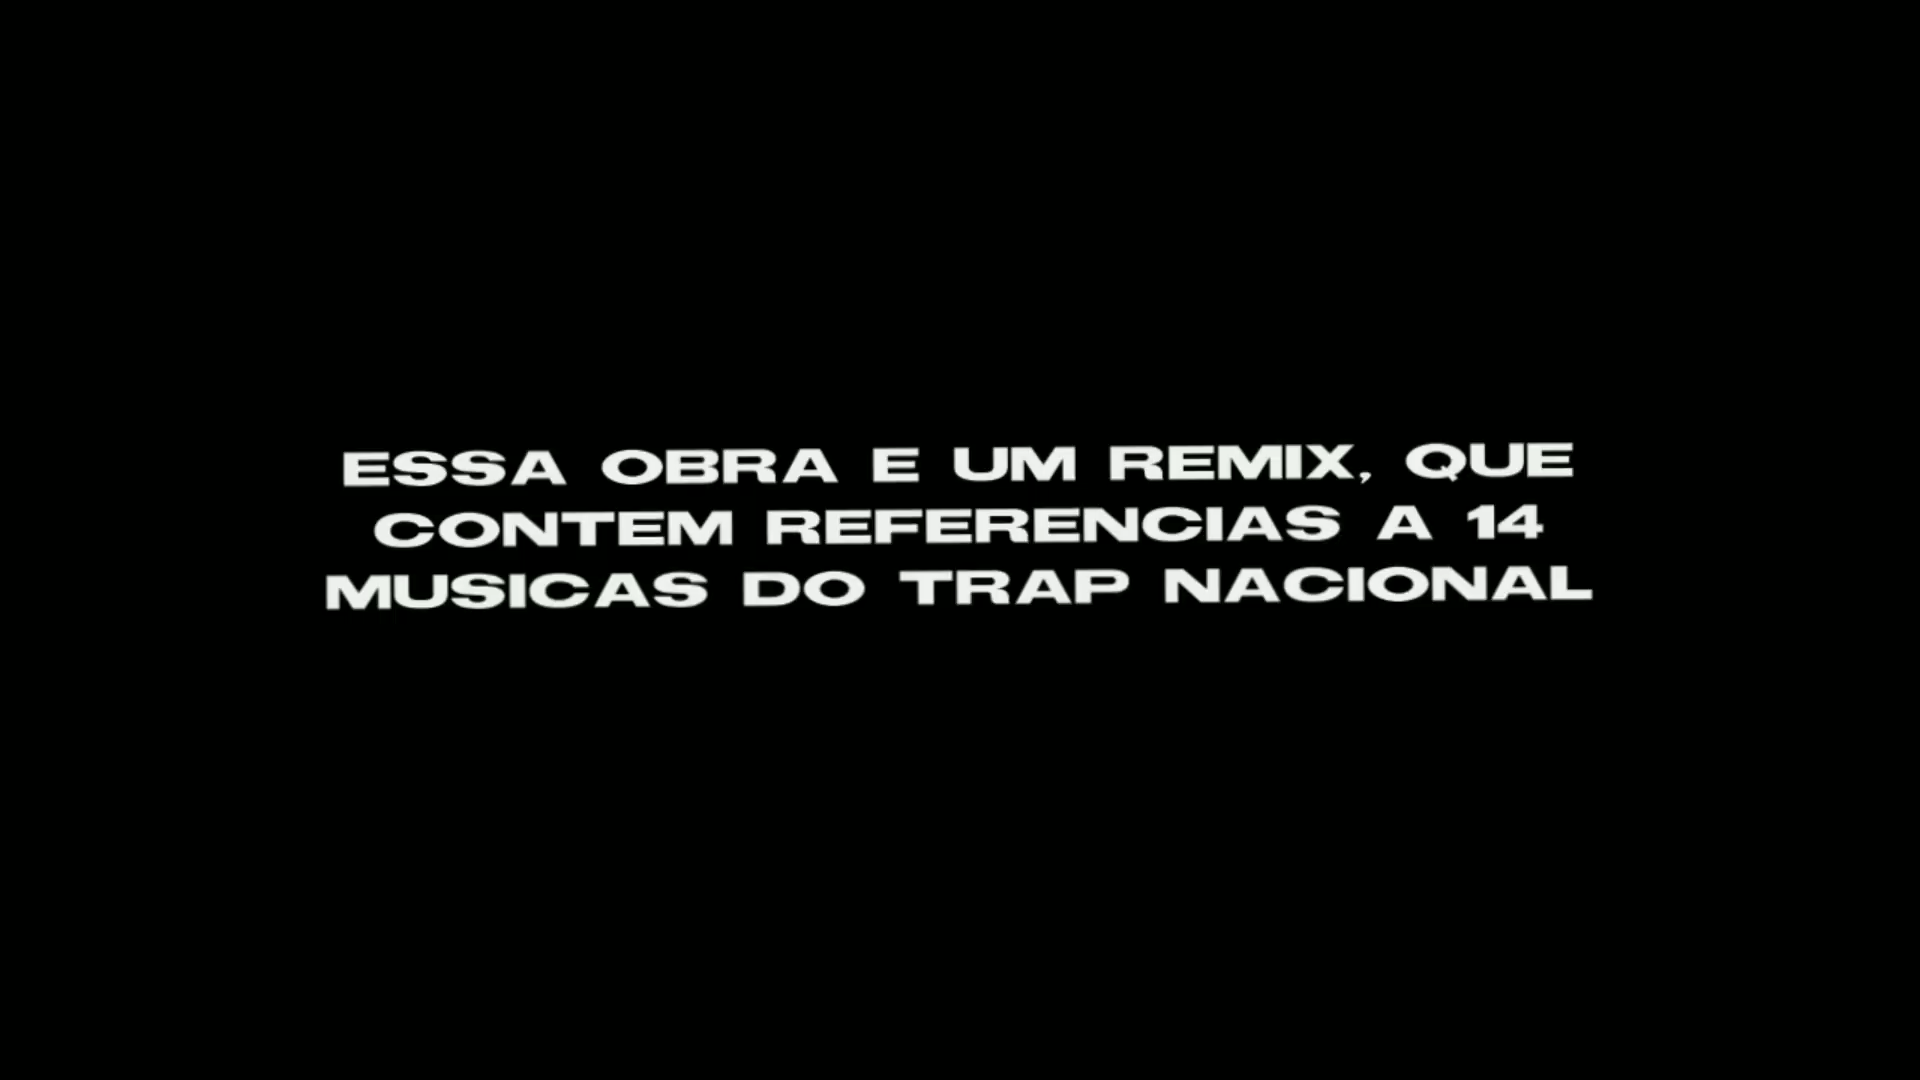 ESSA OBRA E UM REMIX, QUE
CONTEM REFERENCIAS A 14
MUSICAS DO TRAP NACIONAL